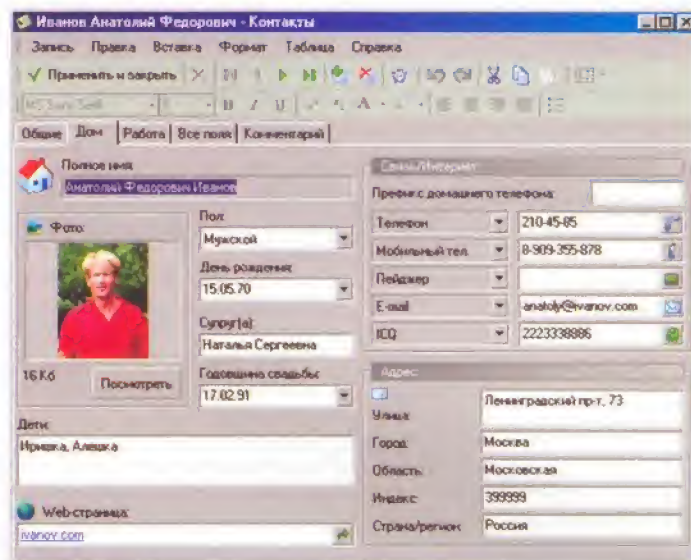 Иванов Анатолий Федорович - Контакты
Запись Правка Вставка Формат Таблица Справка
Применить и закрыть
MS Sans Serif 8
Общие Дом Работа Все поля Комментарий
Полное имя:
Анатолий Федорович Иванов
Фото:
16 Кб Посмотреть
Пол:
Мужской
День рождения:
15.05.70
Супруг(а):
Наталья Сергеевна
Годовщина свадьбы:
17.02.91
Дети:
Иришка, Алешка
Web-страница:
ivanov.com
Связь/Интернет:
Префикс домашнего телефона:
Телефон 210-45-85
Мобильный тел. 8-909-355-878
Пейджер
E-mail anatoly@ivanov.com
ICQ 2223338886
Адрес:
Улица: Ленинградский пр-т, 73
Город: Москва
Область: Московская
Индекс: 399999
Страна/регион: Россия